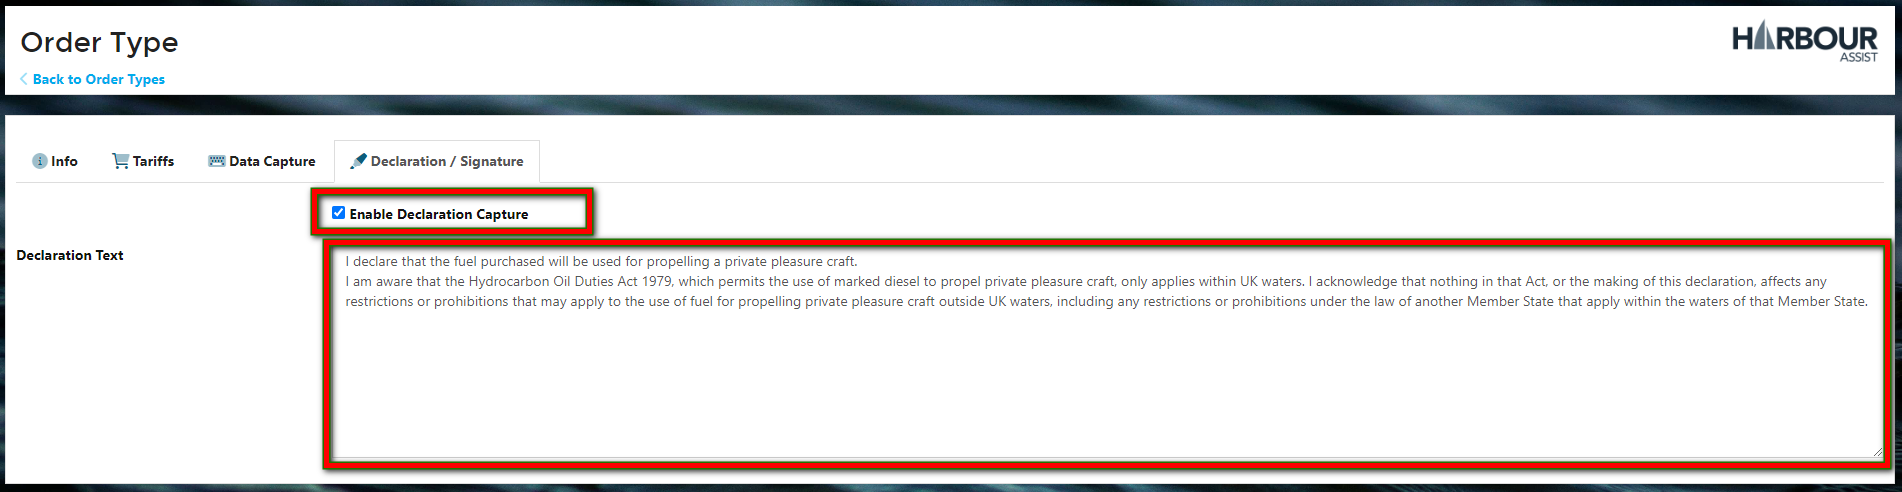 Order Type
HARBOUR
ASSIST
Back to Order Types
Info
Tariffs
Data Capture
Declaration / Signature
Enable Declaration Capture
Declaration Text
I declare that the fuel purchased will be used for propelling a private pleasure craft.
I am aware that the Hydrocarbon Oil Duties Act 1979, which permits the use of marked diesel to propel private pleasure craft, only applies within UK waters. I acknowledge that nothing in that Act, or the making of this declaration, affects any
restrictions or prohibitions that may apply to the use of fuel for propelling private pleasure craft outside UK waters, including any restrictions or prohibitions under the law of another Member State that apply within the waters of that Member State.